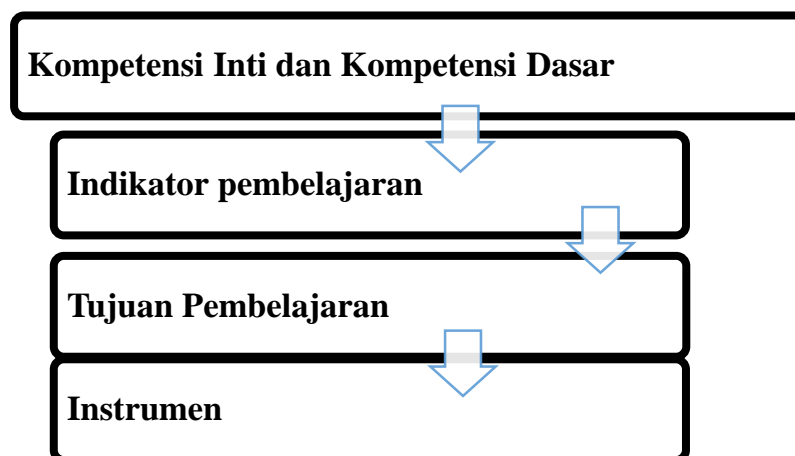 Kompetensi Inti dan Kompetensi Dasar
Indikator pembelajaran
Tujuan Pembelajaran
Instrumen